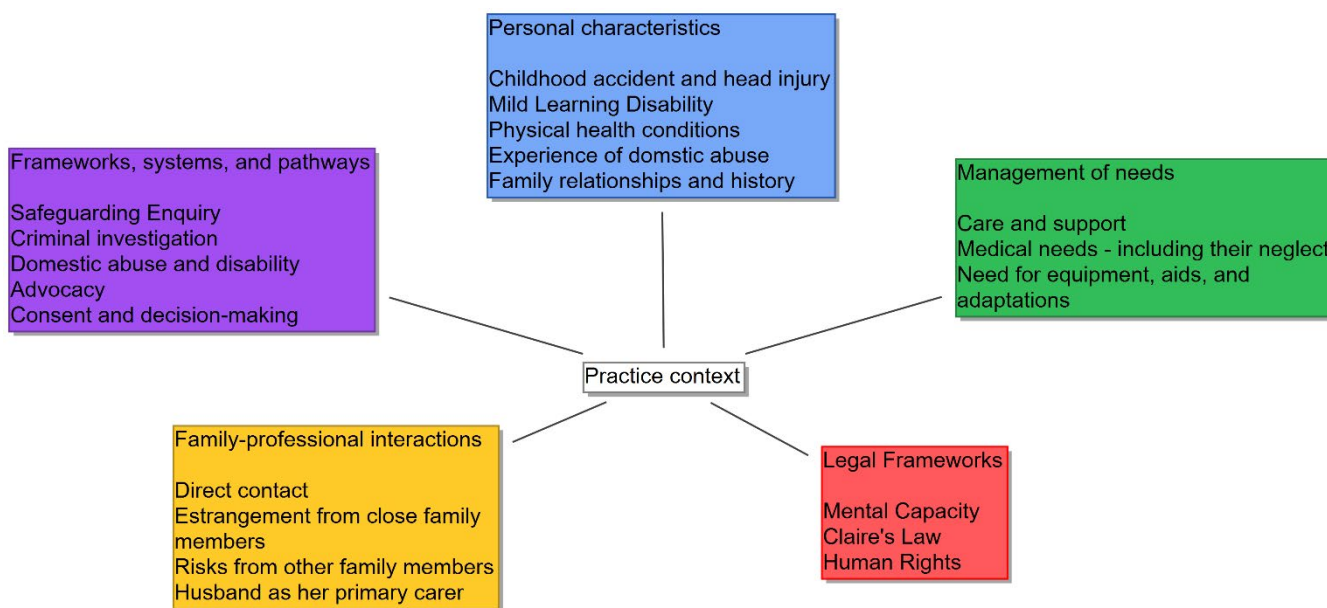 Personal characteristics
Childhood accident and head injury
Mild Learning Disability
Physical health conditions
Experience of domstic abuse
Family relationships and history
Frameworks, systems, and pathways
Safeguarding Enquiry
Criminal investigation
Domestic abuse and disability
Advocacy
Consent and decision-making
Management of needs
Care and support
Medical needs - including their neglect
Need for equipment, aids, and
adaptations
Practice context
Family-professional interactions
Direct contact
Estrangement from close family
members
Risks from other family members
Husband as her primary carer
Legal Frameworks
Mental Capacity
Claire's Law
Human Rights